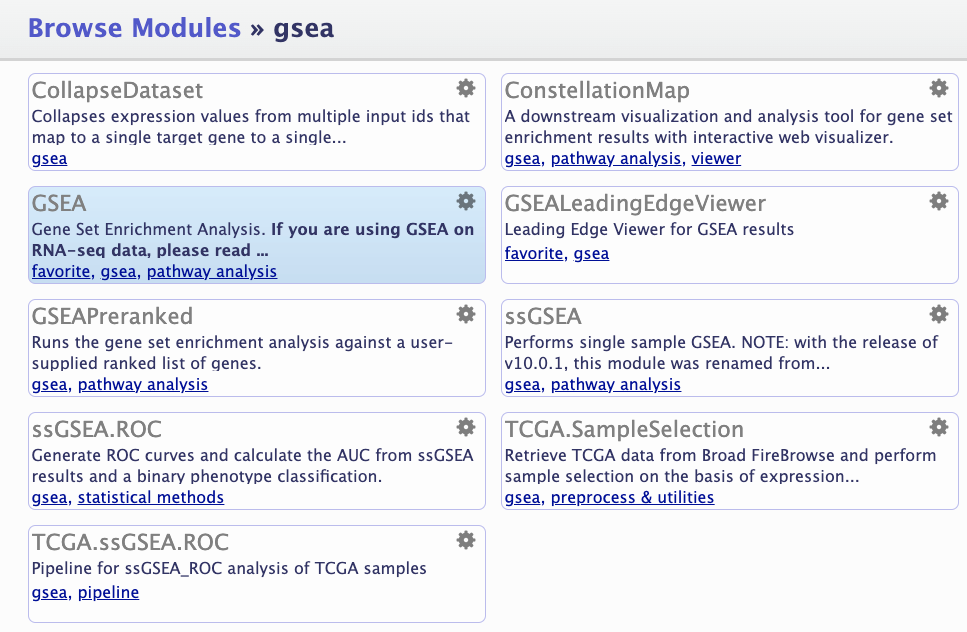 Browse Modules » gsea
CollapseDataset
Collapses expression values from multiple input ids that
map to a single target gene to a single...
gsea
ConstellationMap
A downstream visualization and analysis tool for gene set
enrichment results with interactive web visualizer.
gsea, pathway analysis, viewer
GSEA
Gene Set Enrichment Analysis. If you are using GSEA on
RNA-seq data, please read ...
favorite, gsea, pathway analysis
GSEALeadingEdgeViewer
Leading Edge Viewer for GSEA results
favorite, gsea
GSEAPreranked
Runs the gene set enrichment analysis against a user-
supplied ranked list of genes.
gsea, pathway analysis
ssGSEA
Performs single sample GSEA. NOTE: with the release of
v10.0.1, this module was renamed from...
gsea, pathway analysis
ssGSEA.ROC
Generate ROC curves and calculate the AUC from ssGSEA
results and a binary phenotype classification.
gsea, statistical methods
TCGA.SampleSelection
Retrieve TCGA data from Broad FireBrowse and perform
sample selection on the basis of expression...
gsea, preprocess & utilities
TCGA.ssGSEA.ROC
Pipeline for ssGSEA_ROC analysis of TCGA samples
gsea, pipeline